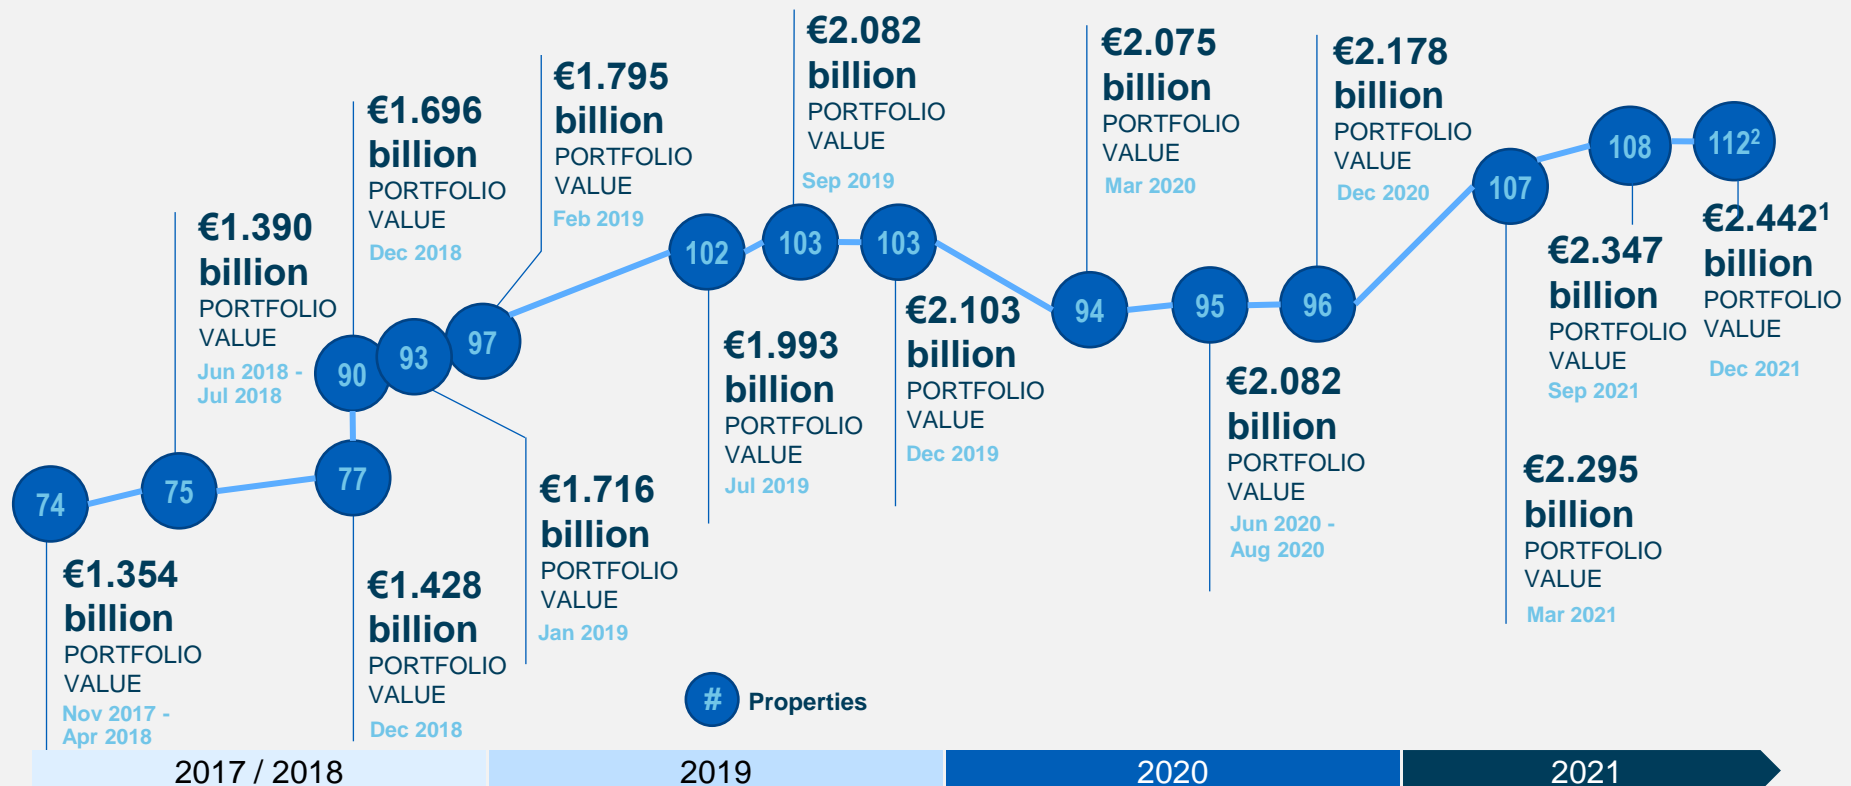 €1.354
billion
PORTFOLIO
VALUE
Nov 2017 -
Apr 2018
74
€1.390
billion
PORTFOLIO
VALUE
Jun 2018 -
Jul 2018
75
€1.428
billion
PORTFOLIO
VALUE
Dec 2018
77
€1.696
billion
PORTFOLIO
VALUE
Dec 2018
90
€1.716
billion
PORTFOLIO
VALUE
Jan 2019
93
€1.795
billion
PORTFOLIO
VALUE
Feb 2019
97
€1.993
billion
PORTFOLIO
VALUE
Jul 2019
102
€2.082
billion
PORTFOLIO
VALUE
Sep 2019
103
€2.103
billion
PORTFOLIO
VALUE
Dec 2019
103
€2.075
billion
PORTFOLIO
VALUE
Mar 2020
94
€2.082
billion
PORTFOLIO
VALUE
Jun 2020 -
Aug 2020
95
€2.178
billion
PORTFOLIO
VALUE
Dec 2020
96
€2.295
billion
PORTFOLIO
VALUE
Mar 2021
107
€2.347
billion
PORTFOLIO
VALUE
Sep 2021
108
€2.442¹
billion
PORTFOLIO
VALUE
Dec 2021
112²
# Properties
2017 / 2018
2019
2020
2021